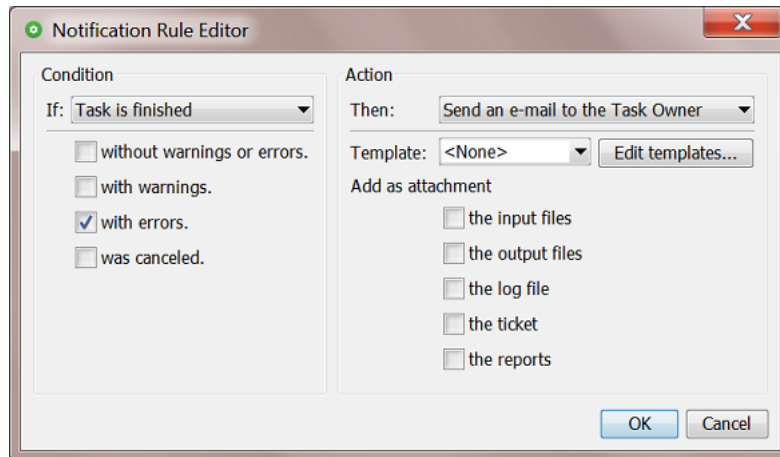 Notification Rule Editor
Condition
If: Task is finished
without warnings or errors.
with warnings.
with errors.
was canceled.
Action
Then: Send an e-mail to the Task Owner
Template: <None> Edit templates...
Add as attachment
the input files
the output files
the log file
the ticket
the reports
OK Cancel